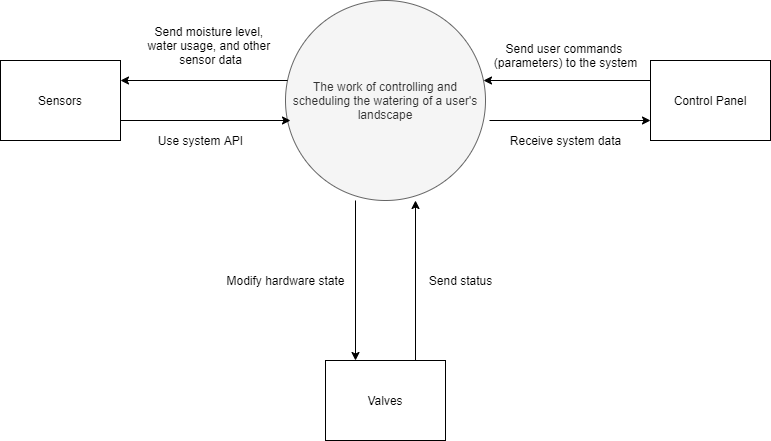 Send moisture level,
water usage, and other
sensor data
Send user commands
(parameters) to the system
The work of controlling and
scheduling the watering of a user's
landscape
Sensors
Control Panel
Use system API
Receive system data
Modify hardware state
Send status
Valves